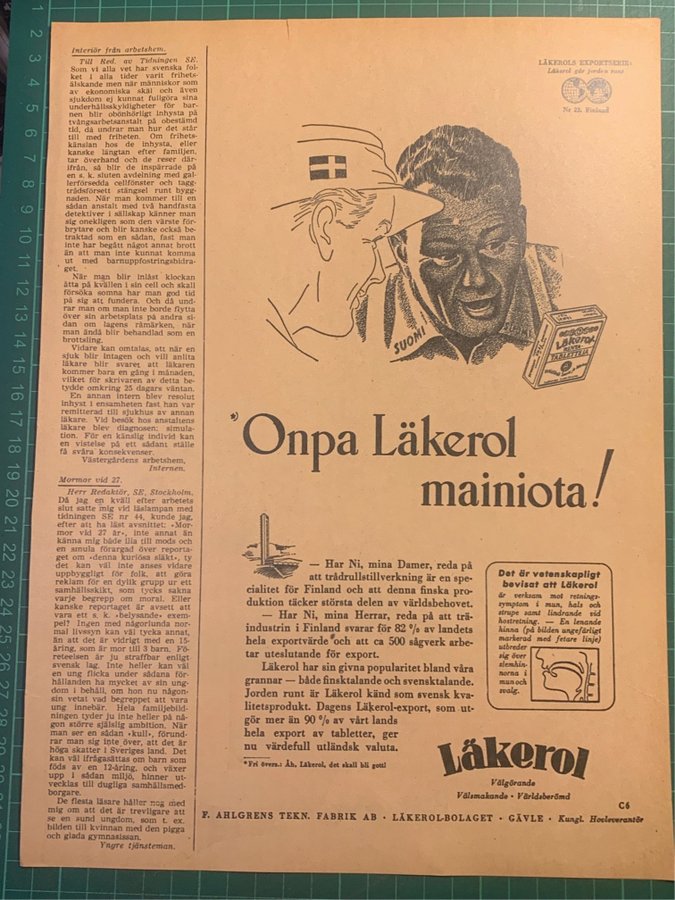 Interiör från arbetshem.
Till Red. av Tidningen SE.
Som vi alla vet har svenska fol-
ket i alla tider varit frihets-
älskande men när människor som
av ekonomiska skäl och även
sjukdom ej kunnat fullgöra sina
underhållsskyldigheter för bar-
nen blir obönhörligt inhysta på
tvångsarbetsanstalt på obestämd
tid, då undrar man hur det står
till med friheten. Om frihets-
känslan hos de inhysta, eller
kanske längtan efter familjen,
tar överhand och de reser där-
ifrån, så blir de inspärrade på
en s. k. sluten avdelning med gal-
lerförsedda cellfönster och tagg-
trådsförsett stängsel runt bygg-
naden. När man kommer till en
sådan anstalt med två handfasta
detektiver i sällskap känner man
sig onekligen som den värste för-
brytare och blir kanske också be-
traktad som en sådan, fast man
inte har begått något annat brott
än att man inte kunnat komma
ut med barnuppfostringsbidra-
get.
När man blir inlåst klockan
åtta på kvällen i sin cell och skall
försöka somna har man god tid
på sig att fundera. Och då und-
rar man om man inte borde flytta
över sin arbetsplats på andra si-
dan om lagens råmärken, när
man ändå blir behandlad som en
brottsling.
Vidare kan omtalas, att när en
sjuk blir intagen och vill anlita
läkare blir svaret att läkaren
kommer bara en gång i månaden,
vilket för skrivaren av detta be-
tydde omkring 25 dagars väntan.
En annan intern blev resolut
inhyst i ensamheten fast han var
remitterad till sjukhus av annan
läkare. Vid besök hos anstaltens
läkare blev diagnosen: simula-
tion. För en känslig individ kan
en vistelse på ett sådant ställe
få svåra konsekvenser.
Västergårdens arbetshem,
Internen.
Mormor vid 27.
Herr Redaktör, SE, Stockholm.
Då jag en kväll efter arbetets
slut satte mig vid läslampan med
tidningen SE nr 44, kunde jag,
efter att ha läst avsnittet: »Mor-
mor vid 27 år», inte annat än
känna mig både illa till mods och
en smula förargad över reporta-
get om »denna kuriösa släkt», ty
det kan väl inte anses vidare
uppbyggligt för folk, att göra
reklam för en dylik grupp ur ett
samhällsskikt, som tycks sakna
varje begrepp om moral. Eller
kanske reportaget är avsett att
vara ett s. k. »belysande» exem-
pel? Ingen med någorlunda nor-
mal livssyn kan väl tycka annat,
än att det är vidrigt med en 15-
åring, som är mor till 3 barn. Fö-
reteelsen är ju straffbar enligt
svensk lag. Inte heller kan väl
en ung flicka under sådana för-
hållanden ha mycket av sin ung-
dom i behåll, om hon nu någon-
sin vetat vad begreppet att vara
ung innebär. Hela familjebild-
ningen tyder ju inte heller på nå-
gon större själslig ambition. När
man ser en sådan »kull», förund-
rar man sig inte över, att det är
höga skatter i Sveriges land. Det
kan väl ifrågasättas om barn som
föds av en 12-åring, och växer
upp i sådan miljö, hinner ut-
vecklas till dugliga samhällsmed-
borgare.
De flesta läsare håller nog med
mig om att det är trevligare att
se en sund ungdom, som t. ex.
bilden till kvinnan med den pigga
och glada gymnasissan.
Yngre tjänsteman.
LÄKEROLS EXPORTSERIE:
Läkerol går jorden runt
Nr 23. Finland
SUOMI
LÄKEROL
TABLETTEJA
*Onpa Läkerol
mainiota!
— Har Ni, mina Damer, reda på
att trådrullstillverkning är en spe-
cialitet för Finland och att denna finska pro-
duktion täcker största delen av världsbehovet.
— Har Ni, mina Herrar, reda på att trä-
industrin i Finland svarar för 82 % av landets
hela exportvärde och att ca 500 sågverk arbe-
tar uteslutande för export.
Läkerol har sin givna popularitet bland våra
grannar — både finsktalande och svensktalande.
Jorden runt är Läkerol känd som svensk kva-
litetsprodukt. Dagens Läkerol-export, som ut-
gör mer än 90 % av vårt lands
hela export av tabletter, ger
nu värdefull utländsk valuta.
*Fri övers.: Åh, Läkerol, det skall bli gott!
Det är vetenskapligt
bevisat att Läkerol
är verksam mot retnings-
symptom i mun, hals och
strupe samt lindrande vid
hostretning. — En lenande
hinna (på bilden ungefärligt
markerad med fetare linje)
utbreder
sig över
slemhin-
norna i
mun och
svalg.
Läkerol
Välgörande
Välsmakande · Världsberömd
C6
F. AHLGRENS TEKN. FABRIK AB · LÄKEROLBOLAGET · GÄVLE · Kungl. Hovleverantör
1
2
3
4
5
6
7
8
9
10
11
12
13
14
15
16
17
18
19
20
21
22
23
24
25
26
27
28